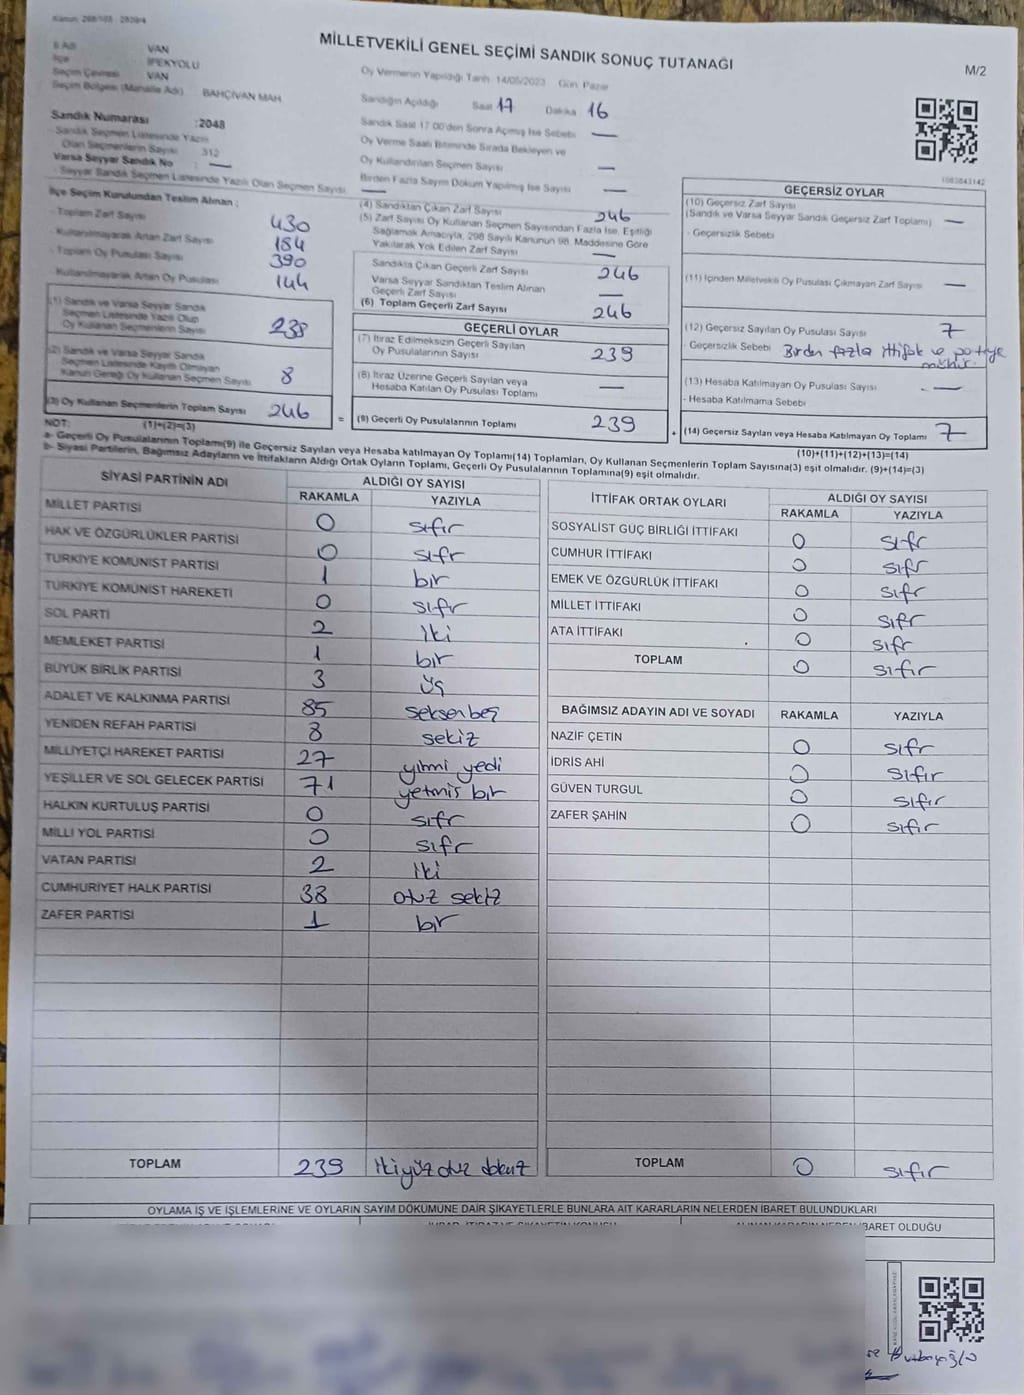 MİLLETVEKİLİ GENEL SEÇİMİ SANDIK SONUÇ TUTANAĞI
M/2
İli Adı VAN
İlçe İPEKYOLU
Seçim Çevresi VAN
Seçim Bölgesi (Mahalle Adı) BAHÇIVAN MAH.
Sandık Numarası :2048
Sandık Seçmen Listesinde Yazılı
Olan Seçmenlerin Sayısı 312
Varsa Seyyar Sandık No : —
Seyyar Sandık Seçmen Listesinde Yazılı Olan Seçmen Sayısı —
Oy Vermenin Yapıldığı Tarih: 14/05/2023 Gün: Pazar
Sandığın Açıldığı Saat 17 Dakika 16
Sandık Saat 17.00'den Sonra Açılmış İse Sebebi —
Oy Verme Saati Bitiminde Sırada Bekleyen ve
Oy Kullandırılan Seçmen Sayısı —
Birden Fazla Sayım Döküm Yapılmış İse Sayısı —
İlçe Seçim Kurulundan Teslim Alınan :
- Toplam Zarf Sayısı 430
- Kullanılmayarak Artan Zarf Sayısı 184
- Toplam Oy Pusulası Sayısı 390
- Kullanılmayarak Artan Oy Pusulası 144
(1) Sandık ve Varsa Seyyar Sandık
Seçmen Listesinde Yazılı Olup
Oy Kullanan Seçmenlerin Sayısı 238
(2) Sandık ve Varsa Seyyar Sandık
Seçmen Listesinde Kayıtlı Olmayan
Kanun Gereği Oy Kullanan Seçmen Sayısı 8
(3) Oy Kullanan Seçmenlerin Toplam Sayısı 246
(1)+(2)=(3)
(4) Sandıktan Çıkan Zarf Sayısı 246
(5) Zarf Sayısı Oy Kullanan Seçmen Sayısından Fazla İse, Eşitliği
Sağlamak Amacıyla, 298 Sayılı Kanunun 98. Maddesine Göre
Yakılarak Yok Edilen Zarf Sayısı —
Sandıkta Çıkan Geçerli Zarf Sayısı 246
Varsa Seyyar Sandıktan Teslim Alınan
Geçerli Zarf Sayısı —
(6) Toplam Geçerli Zarf Sayısı 246
GEÇERLİ OYLAR
(7) İtiraz Edilmeksizin Geçerli Sayılan
Oy Pusulalarının Sayısı 239
(8) İtiraz Üzerine Geçerli Sayılan veya
Hesaba Katılan Oy Pusulası Toplamı —
= (9) Geçerli Oy Pusulalarının Toplamı 239
1083843142
GEÇERSİZ OYLAR
(10) Geçersiz Zarf Sayısı
(Sandık ve Varsa Seyyar Sandık Geçersiz Zarf Toplamı) —
- Geçersizlik Sebebi
(11) İçinden Milletvekili Oy Pusulası Çıkmayan Zarf Sayısı —
(12) Geçersiz Sayılan Oy Pusulası Sayısı 7
- Geçersizlik Sebebi Birden fazla ittifak ve partiye
mühür.
(13) Hesaba Katılmayan Oy Pusulası Sayısı —
- Hesaba Katılmama Sebebi
+ (14) Geçersiz Sayılan veya Hesaba Katılmayan Oy Toplamı 7
(10)+(11)+(12)+(13)=(14)
NOT:
a- Geçerli Oy Pusulalarının Toplamı(9) ile Geçersiz Sayılan veya Hesaba katılmayan Oy Toplamı(14) Toplamları, Oy Kullanan Seçmenlerin Toplam Sayısına(3) eşit olmalıdır. (9)+(14)=(3)
b- Siyasi Partilerin, Bağımsız Adayların ve İttifakların Aldığı Ortak Oyların Toplamı, Geçerli Oy Pusulalarının Toplamına(9) eşit olmalıdır.
SİYASİ PARTİNİN ADI ALDIĞI OY SAYISI
RAKAMLA YAZIYLA
MİLLET PARTİSİ 0 sıfır
HAK VE ÖZGÜRLÜKLER PARTİSİ 0 sıfr
TÜRKİYE KOMÜNİST PARTİSİ 1 bir
TÜRKİYE KOMÜNİST HAREKETİ 0 sıfr
SOL PARTİ 2 iki
MEMLEKET PARTİSİ 1 bir
BÜYÜK BİRLİK PARTİSİ 3 üç
ADALET VE KALKINMA PARTİSİ 85 seksenbeş
YENİDEN REFAH PARTİSİ 8 sekiz
MİLLİYETÇİ HAREKET PARTİSİ 27 yirmi yedi
YEŞİLLER VE SOL GELECEK PARTİSİ 71 yetmiş bir
HALKIN KURTULUŞ PARTİSİ 0 sıfr
MİLLİ YOL PARTİSİ 0 sıfr
VATAN PARTİSİ 2 iki
CUMHURİYET HALK PARTİSİ 38 otuz sekiz
ZAFER PARTİSİ 1 bir
TOPLAM 239 ikiyüz otuz dokuz
İTTİFAK ORTAK OYLARI ALDIĞI OY SAYISI
RAKAMLA YAZIYLA
SOSYALİST GÜÇ BİRLİĞİ İTTİFAKI 0 sıfr
CUMHUR İTTİFAKI 0 sıfr
EMEK VE ÖZGÜRLÜK İTTİFAKI 0 sıfr
MİLLET İTTİFAKI 0 sıfr
ATA İTTİFAKI 0 sıfr
TOPLAM 0 sıfır
BAĞIMSIZ ADAYIN ADI VE SOYADI RAKAMLA YAZIYLA
NAZİF ÇETİN 0 sıfr
İDRİS AHİ 0 sıfır
GÜVEN TURGUL 0 sıfır
ZAFER ŞAHİN 0 sıfır
TOPLAM 0 sıfır
OYLAMA İŞ VE İŞLEMLERİNE VE OYLARIN SAYIM DÖKÜMÜNE DAİR ŞİKAYETLERLE BUNLARA AİT KARARLARIN NELERDEN İBARET BULUNDUKLARI
İBARET OLDUĞU